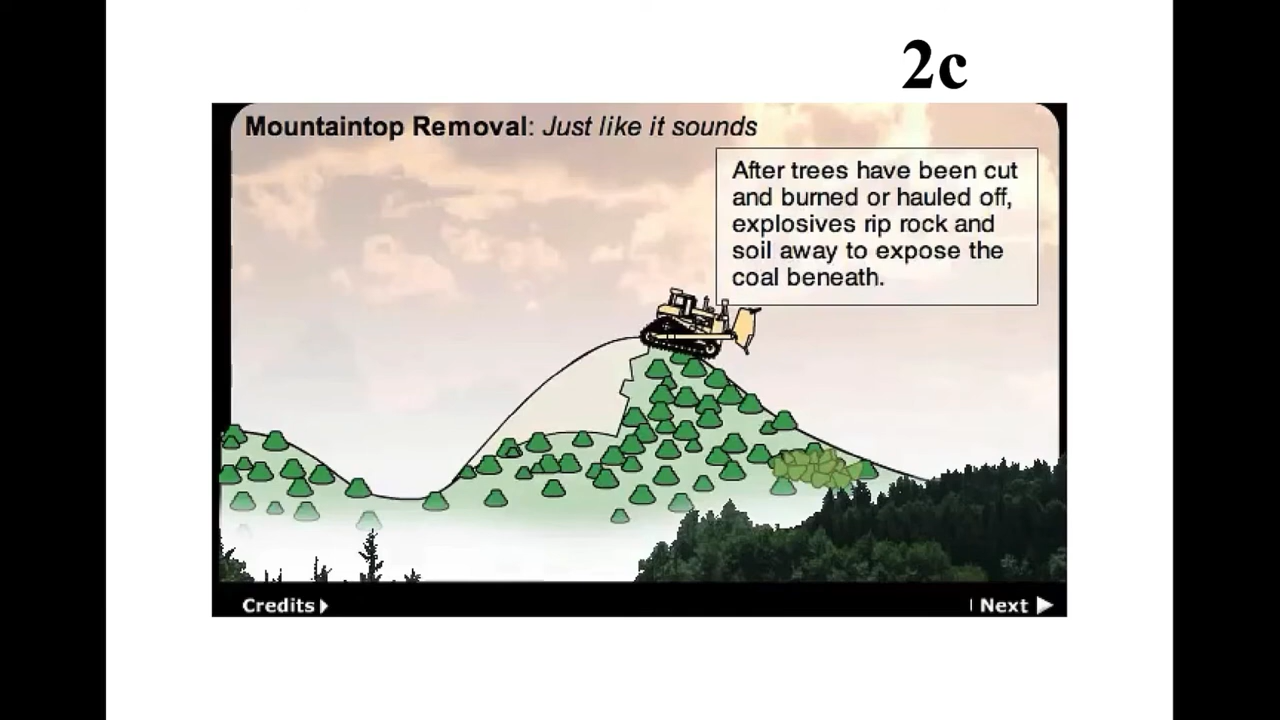 2c
Mountaintop Removal: Just like it sounds
After trees have been cut
and burned or hauled off,
explosives rip rock and
soil away to expose the
coal beneath.
Credits
Next